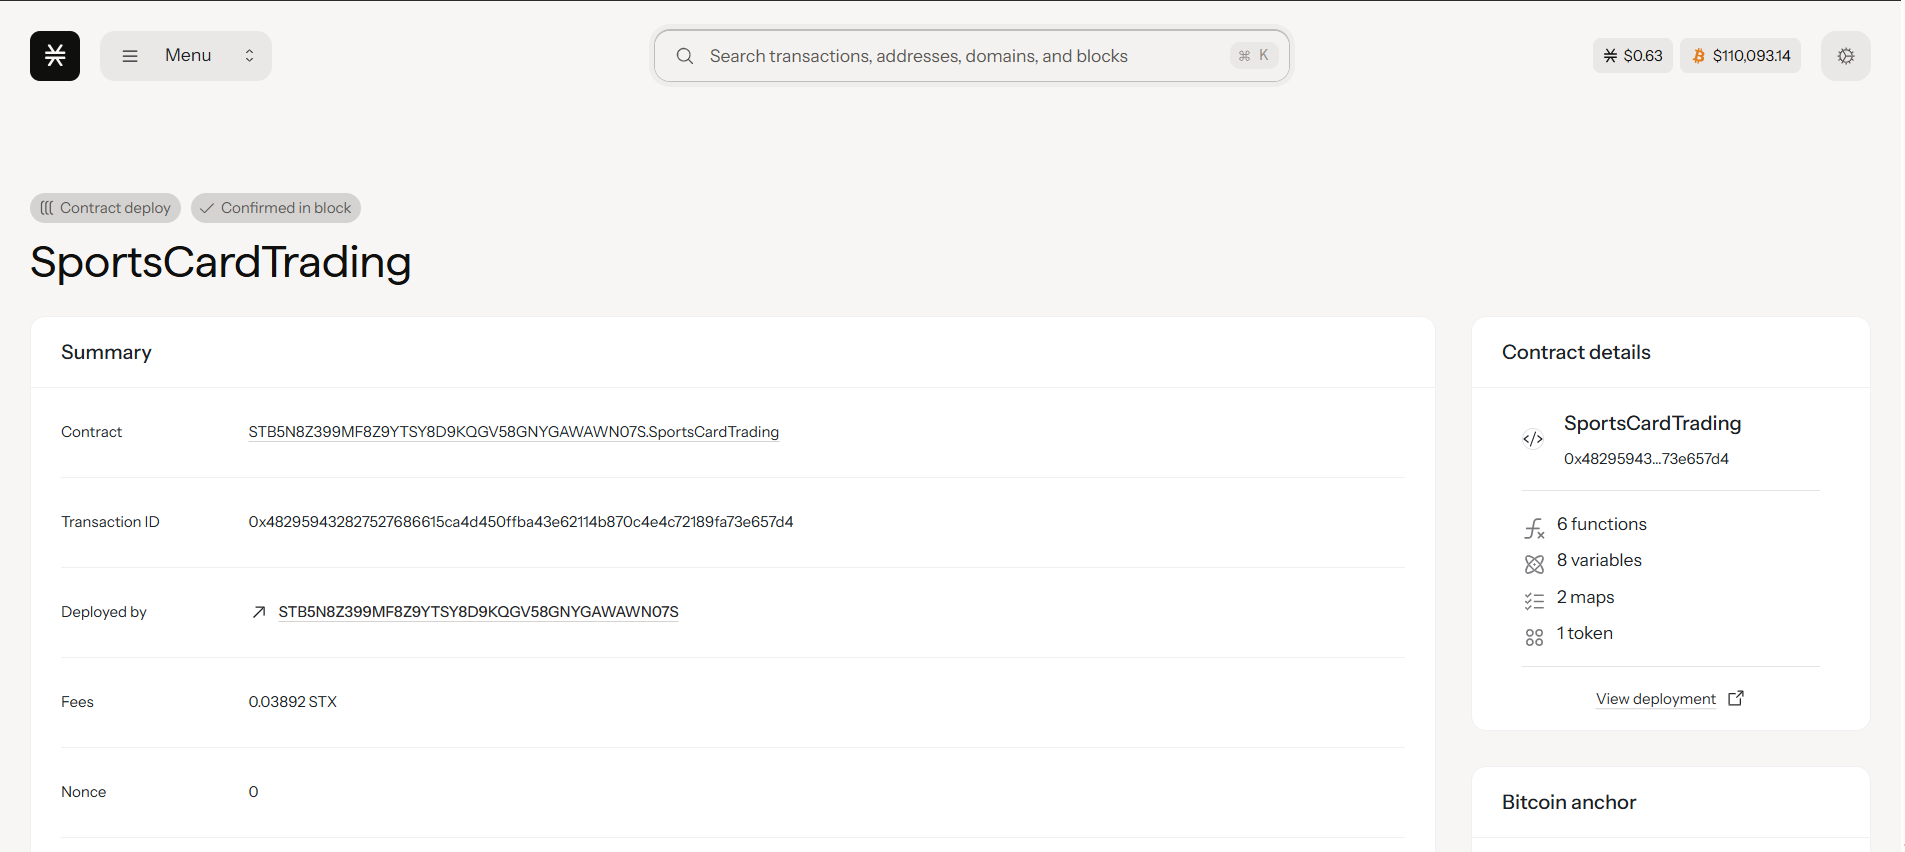 Menu
Search transactions, addresses, domains, and blocks
⌘ K
$0.63
$110,093.14
Contract deploy
Confirmed in block
SportsCardTrading
Summary
Contract
STB5N8Z399MF8Z9YTSY8D9KQGV58GNYGAWAWN07S.SportsCardTrading
Transaction ID
0x482959432827527686615ca4d450ffba43e62114b870c4e4c72189fa73e657d4
Deployed by
STB5N8Z399MF8Z9YTSY8D9KQGV58GNYGAWAWN07S
Fees
0.03892 STX
Nonce
0
Contract details
SportsCardTrading
0x48295943...73e657d4
6 functions
8 variables
2 maps
1 token
View deployment
Bitcoin anchor